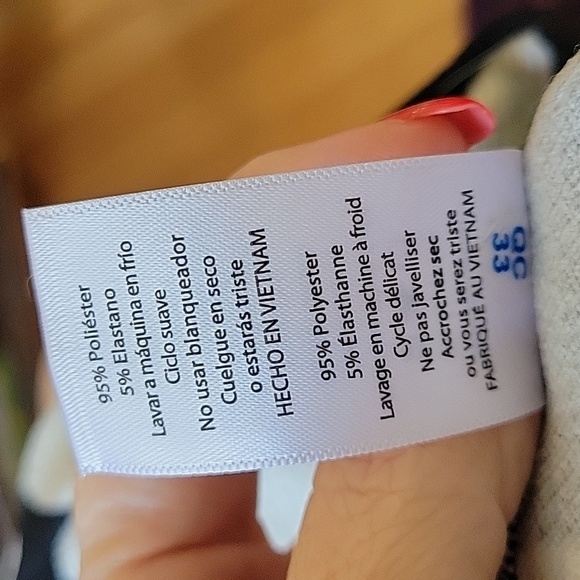 95% Poliéster
5% Elastano
Lavar a máquina en frío
Ciclo suave
No usar blanqueador
Cuelgue en seco
o estarás triste
HECHO EN VIETNAM
95% Polyester
5% Élasthanne
Lavage en machine à froid
Cycle délicat
Ne pas javelliser
Accrochez sec
ou vous serez triste
FABRIQUÉ AU VIETNAM
QC
33